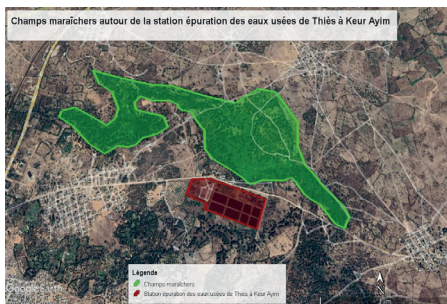 Champs maraîchers autour de la station épuration des eaux usées de Thiès à Keur Ayim
Google Earth
Légende
Champs maraîchers
Station épuration des eaux usées de Thiès à Keur Ayim
N